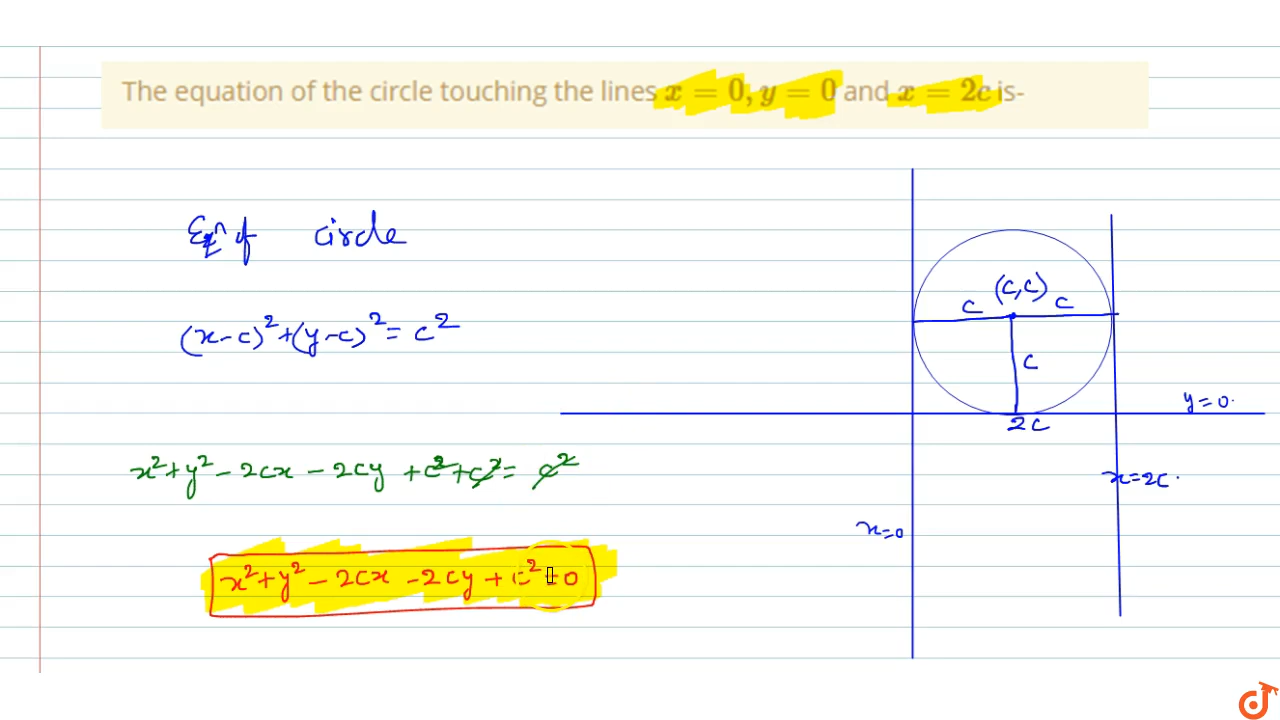 The equation of the circle touching the lines x = 0, y = 0 and x = 2c is-
Eqⁿ of circle
(x-c)²+(y-c)² = c²
x²+y²-2cx-2cy+c²+c²=c²
x²+y²-2cx-2cy+c²=0
(c,c)
c
c
c
y=0.
2c
x=2c.
x=0